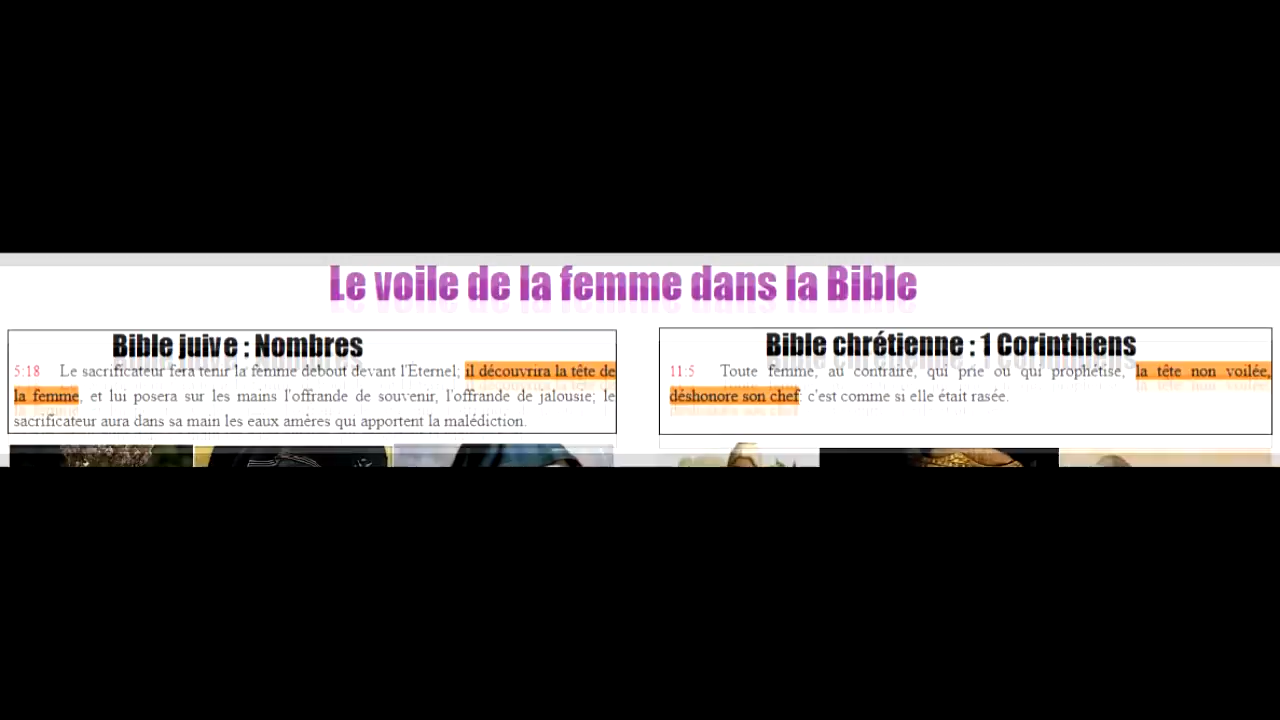 Le voile de la femme dans la Bible
Bible juive : Nombres
5:18 Le sacrificateur fera tenir la femme debout devant l'Éternel; il découvrira la tête de
la femme, et lui posera sur les mains l'offrande de souvenir, l'offrande de jalousie; le
sacrificateur aura dans sa main les eaux amères qui apportent la malédiction.
Bible chrétienne : 1 Corinthiens
11:5 Toute femme, au contraire, qui prie ou qui prophétise, la tête non voilée,
déshonore son chef: c'est comme si elle était rasée.